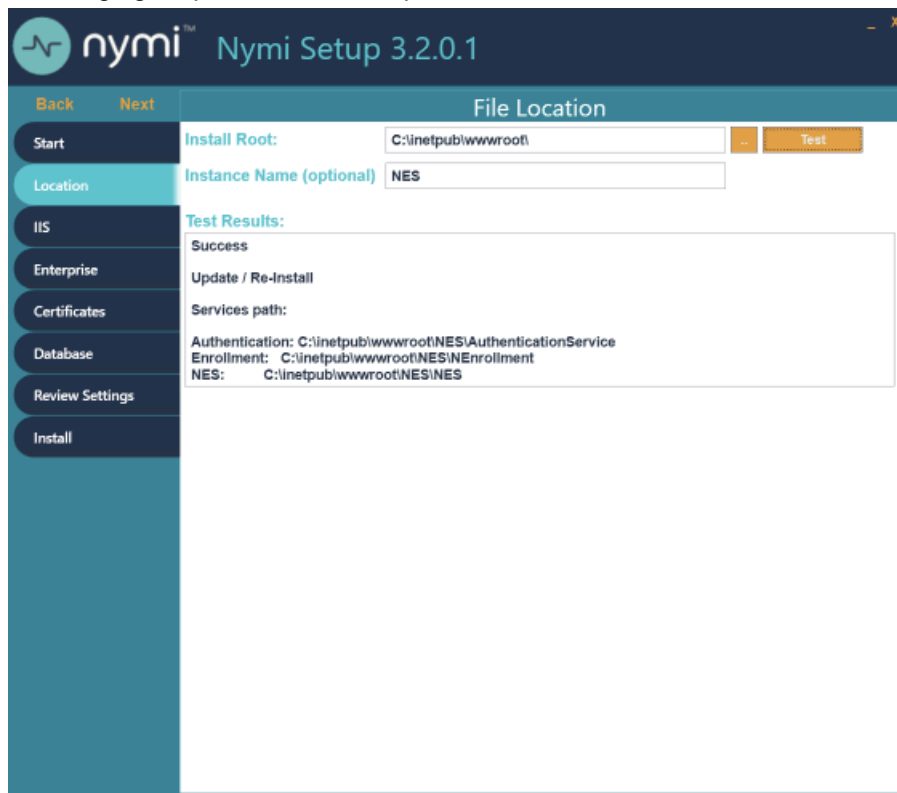 nymi™ Nymi Setup 3.2.0.1
Back Next
File Location
Start
Location
IIS
Enterprise
Certificates
Database
Review Settings
Install
Install Root: C:\inetpub\wwwroot\ .. Test
Instance Name (optional) NES
Test Results:
Success
Update / Re-Install
Services path:
Authentication: C:\inetpub\wwwroot\NES\AuthenticationService
Enrollment: C:\inetpub\wwwroot\NES\NEnrollment
NES: C:\inetpub\wwwroot\NES\NES